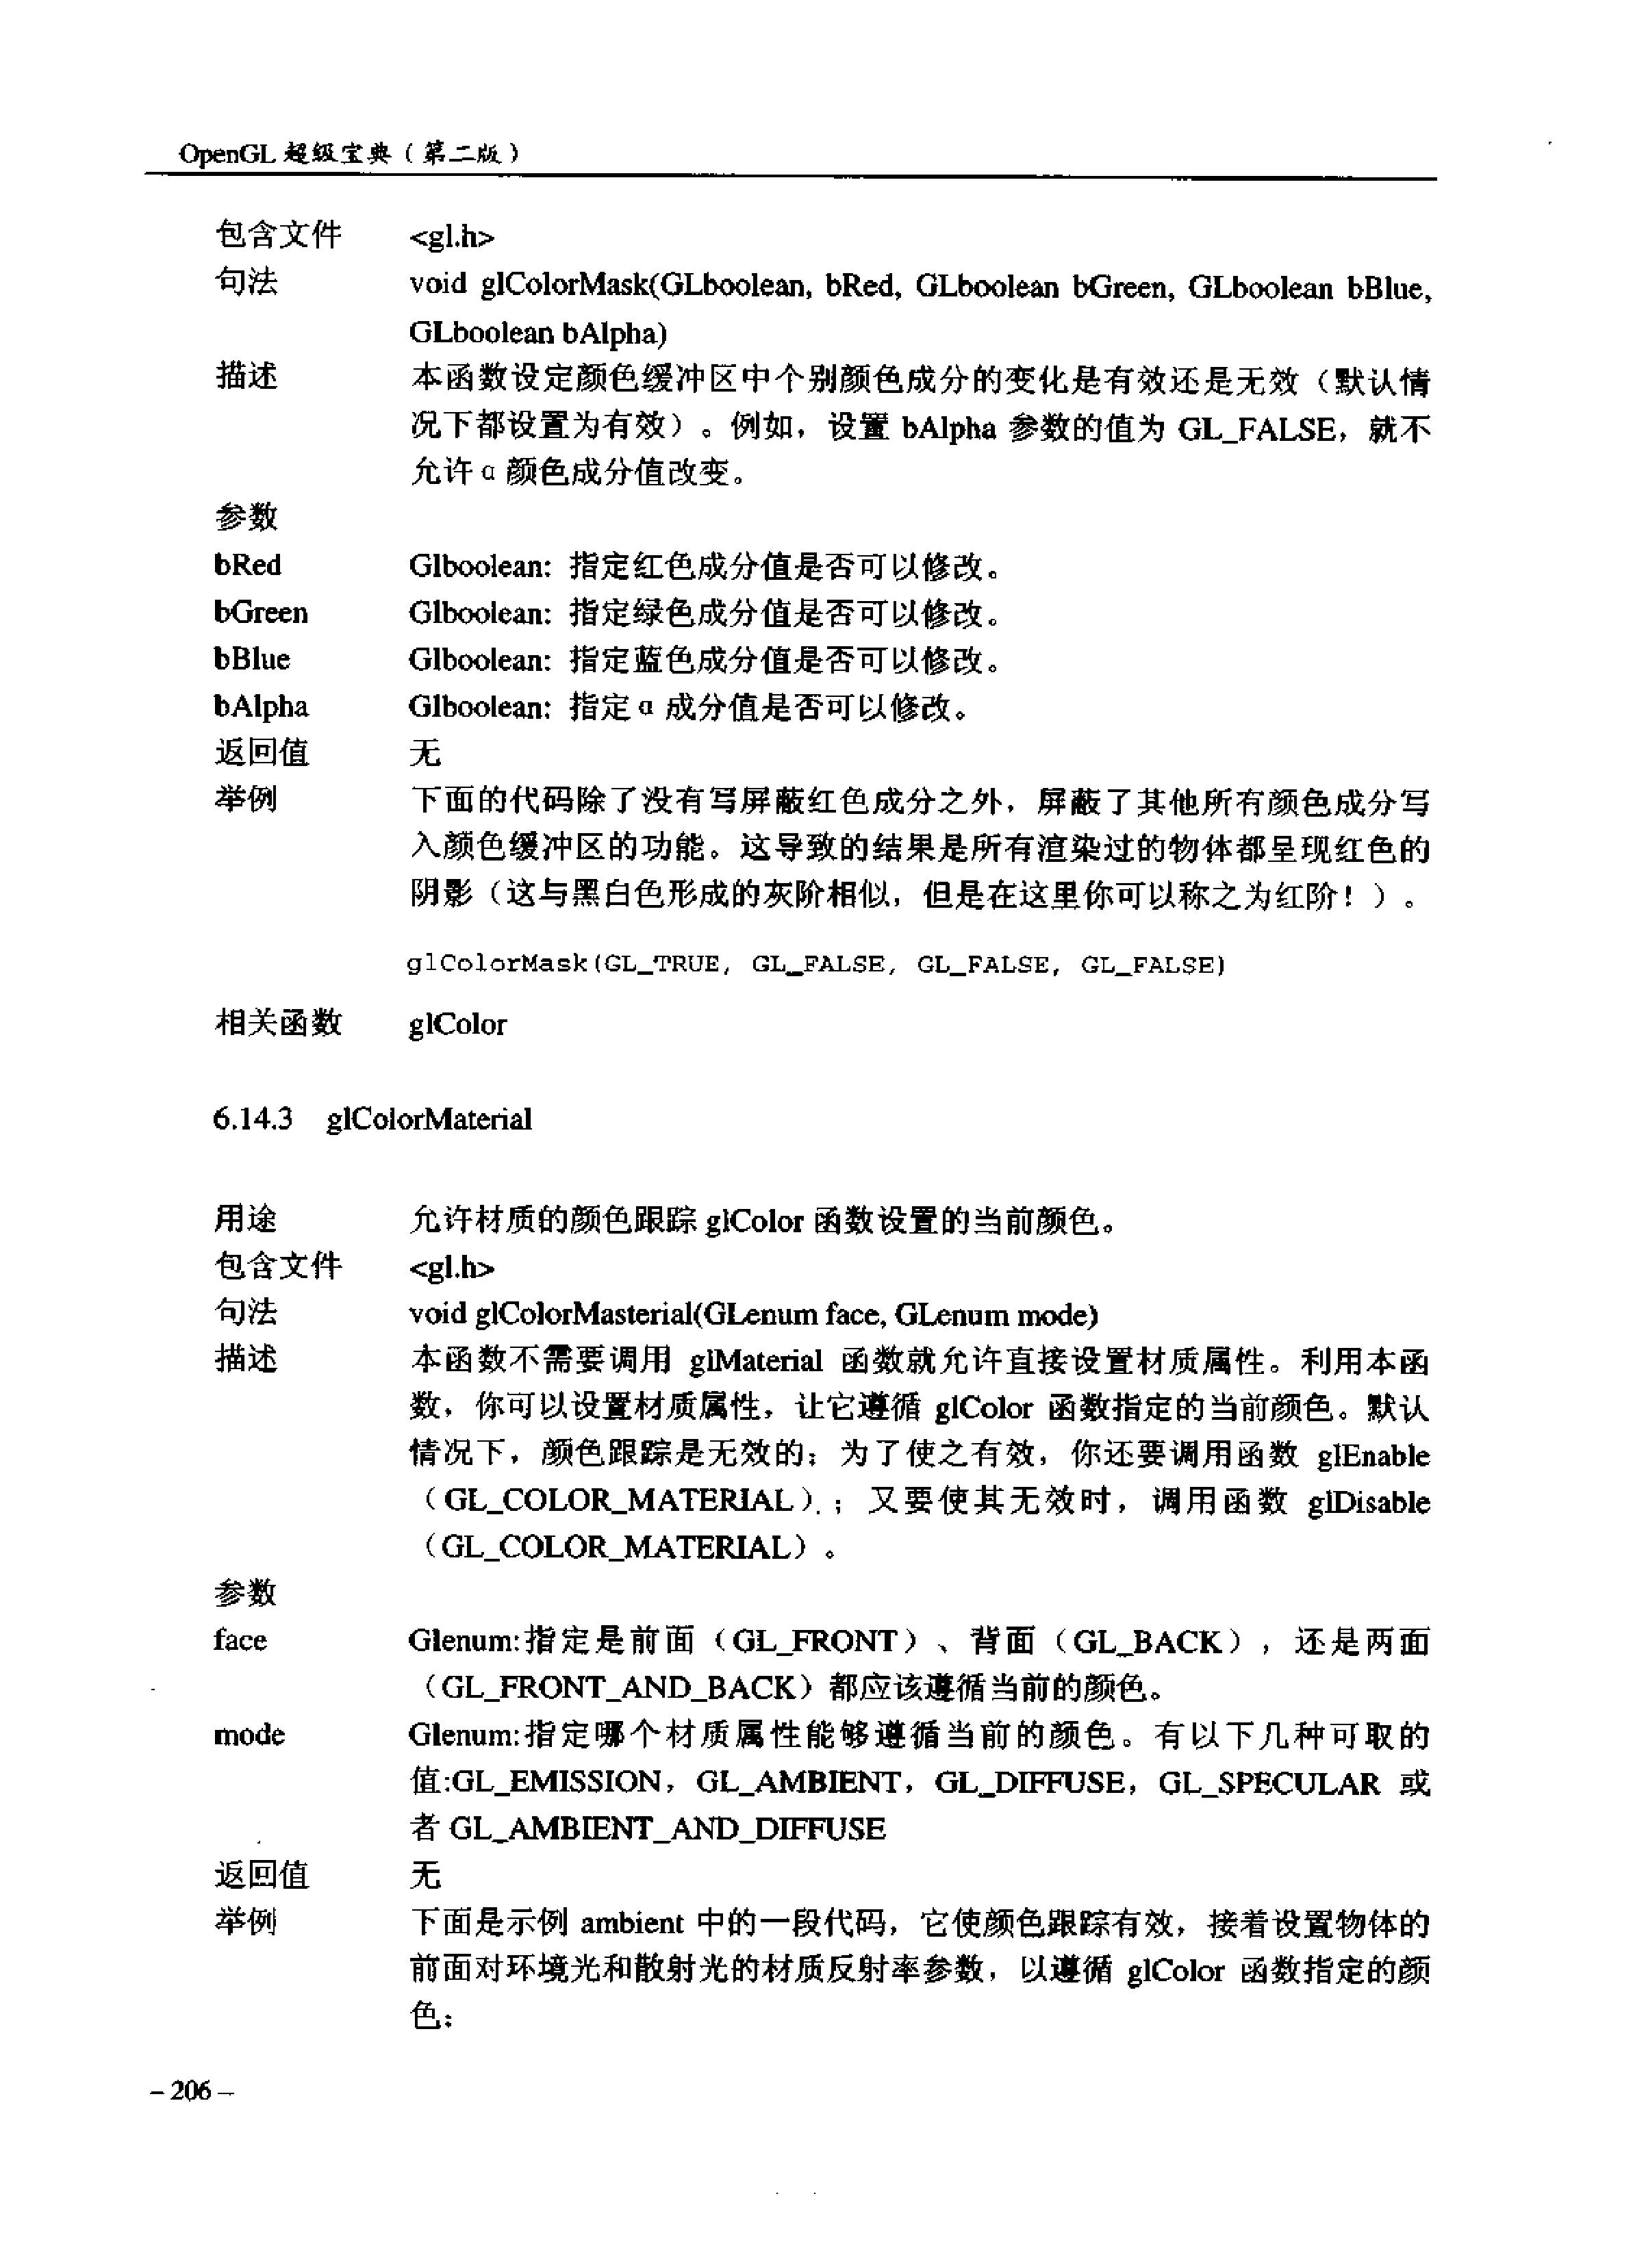 OpenGL 超级宝典（第二版）
包含文件 <gl.h>
句法 void glColorMask(GLboolean, bRed, GLboolean bGreen, GLboolean bBlue,
GLboolean bAlpha)
描述 本函数设定颜色缓冲区中个别颜色成分的变化是有效还是无效（默认情
况下都设置为有效）。例如，设置 bAlpha 参数的值为 GL_FALSE，就不
允许 α 颜色成分值改变。
参数
bRed Glboolean: 指定红色成分值是否可以修改。
bGreen Glboolean: 指定绿色成分值是否可以修改。
bBlue Glboolean: 指定蓝色成分值是否可以修改。
bAlpha Glboolean: 指定 α 成分值是否可以修改。
返回值 无
举例 下面的代码除了没有写屏蔽红色成分之外，屏蔽了其他所有颜色成分写
入颜色缓冲区的功能。这导致的结果是所有渲染过的物体都呈现红色的
阴影（这与黑白色形成的灰阶相似，但是在这里你可以称之为红阶！）。
glColorMask(GL_TRUE, GL_FALSE, GL_FALSE, GL_FALSE)
相关函数 glColor
6.14.3 glColorMaterial
用途 允许材质的颜色跟踪 glColor 函数设置的当前颜色。
包含文件 <gl.h>
句法 void glColorMasterial(GLenum face, GLenum mode)
描述 本函数不需要调用 glMaterial 函数就允许直接设置材质属性。利用本函
数，你可以设置材质属性，让它遵循 glColor 函数指定的当前颜色。默认
情况下，颜色跟踪是无效的；为了使之有效，你还要调用函数 glEnable
（GL_COLOR_MATERIAL）；又要使其无效时，调用函数 glDisable
（GL_COLOR_MATERIAL）。
参数
face Glenum:指定是前面（GL_FRONT）、背面（GL_BACK），还是两面
（GL_FRONT_AND_BACK）都应该遵循当前的颜色。
mode Glenum:指定哪个材质属性能够遵循当前的颜色。有以下几种可取的
值:GL_EMISSION，GL_AMBIENT，GL_DIFFUSE，GL_SPECULAR 或
者 GL_AMBIENT_AND_DIFFUSE
返回值 无
举例 下面是示例 ambient 中的一段代码，它使颜色跟踪有效，接着设置物体的
前面对环境光和散射光的材质反射率参数，以遵循 glColor 函数指定的颜
色：
– 206 –